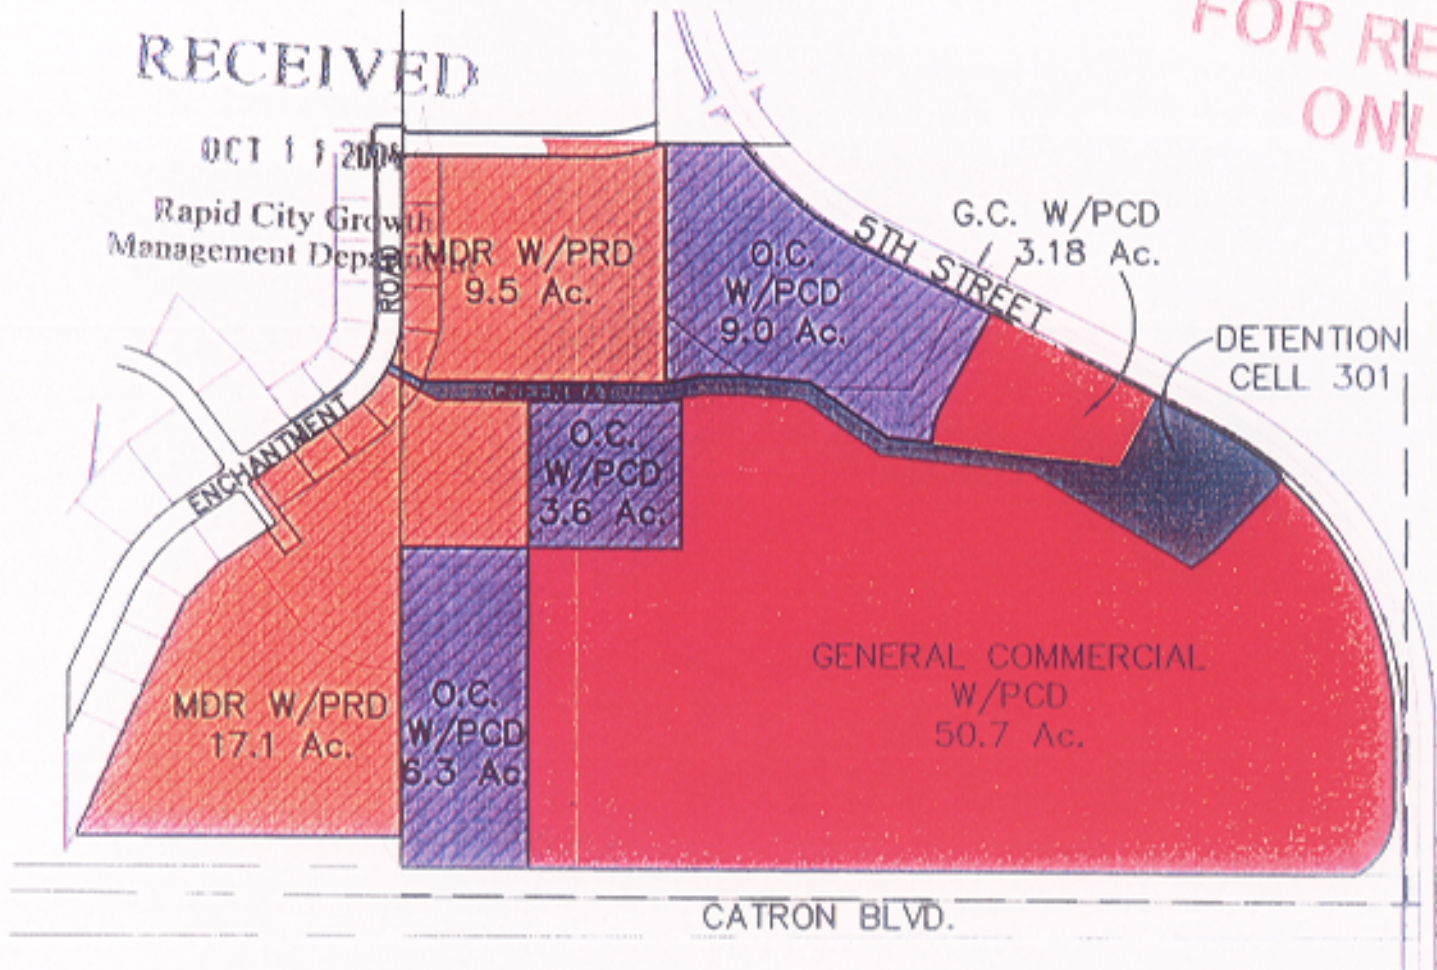 RECEIVED
FOR RE
ONL
OCT 1 1 2004
Rapid City Growth
Management Department
ROAD
MDR W/PRD
9.5 Ac.
O.C.
W/PCD
9.0 Ac.
5TH STREET
G.C. W/PCD
3.18 Ac.
DETENTION
CELL 301
ENCHANTMENT
O.C.
W/PCD
3.6 Ac.
MDR W/PRD
17.1 Ac.
O.C.
W/PCD
6.3 Ac.
GENERAL COMMERCIAL
W/PCD
50.7 Ac.
CATRON BLVD.